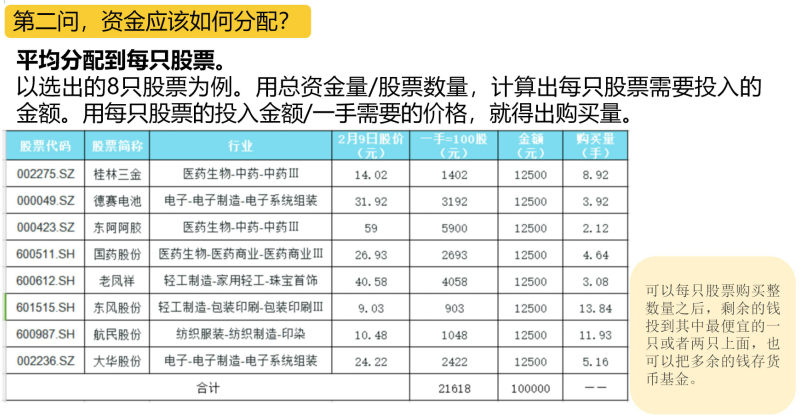 第二问，资金应该如何分配？
平均分配到每只股票。
以选出的8只股票为例。用总资金量/股票数量，计算出每只股票需要投入的
金额。用每只股票的投入金额/一手需要的价格，就得出购买量。
股票代码 股票简称 行业 2月9日股价（元） 一手=100股（元） 金额（元） 购买量（手）
002275.SZ 桂林三金 医药生物-中药-中药III 14.02 1402 12500 8.92
000049.SZ 德赛电池 电子-电子制造-电子系统组装 31.92 3192 12500 3.92
000423.SZ 东阿阿胶 医药生物-中药-中药III 59 5900 12500 2.12
600511.SH 国药股份 医药生物-医药商业-医药商业III 26.93 2693 12500 4.64
600612.SH 老凤祥 轻工制造-家用轻工-珠宝首饰 40.58 4058 12500 3.08
601515.SH 东风股份 轻工制造-包装印刷-包装印刷III 9.03 903 12500 13.84
600987.SH 航民股份 纺织服装-纺织制造-印染 10.48 1048 12500 11.93
002236.SZ 大华股份 电子-电子制造-电子系统组装 24.22 2422 12500 5.16
合计 21618 100000 ——
可以每只股票购买整
数量之后，剩余的钱
投到其中最便宜的一
只或者两只上面，也
可以把多余的钱存货
币基金。